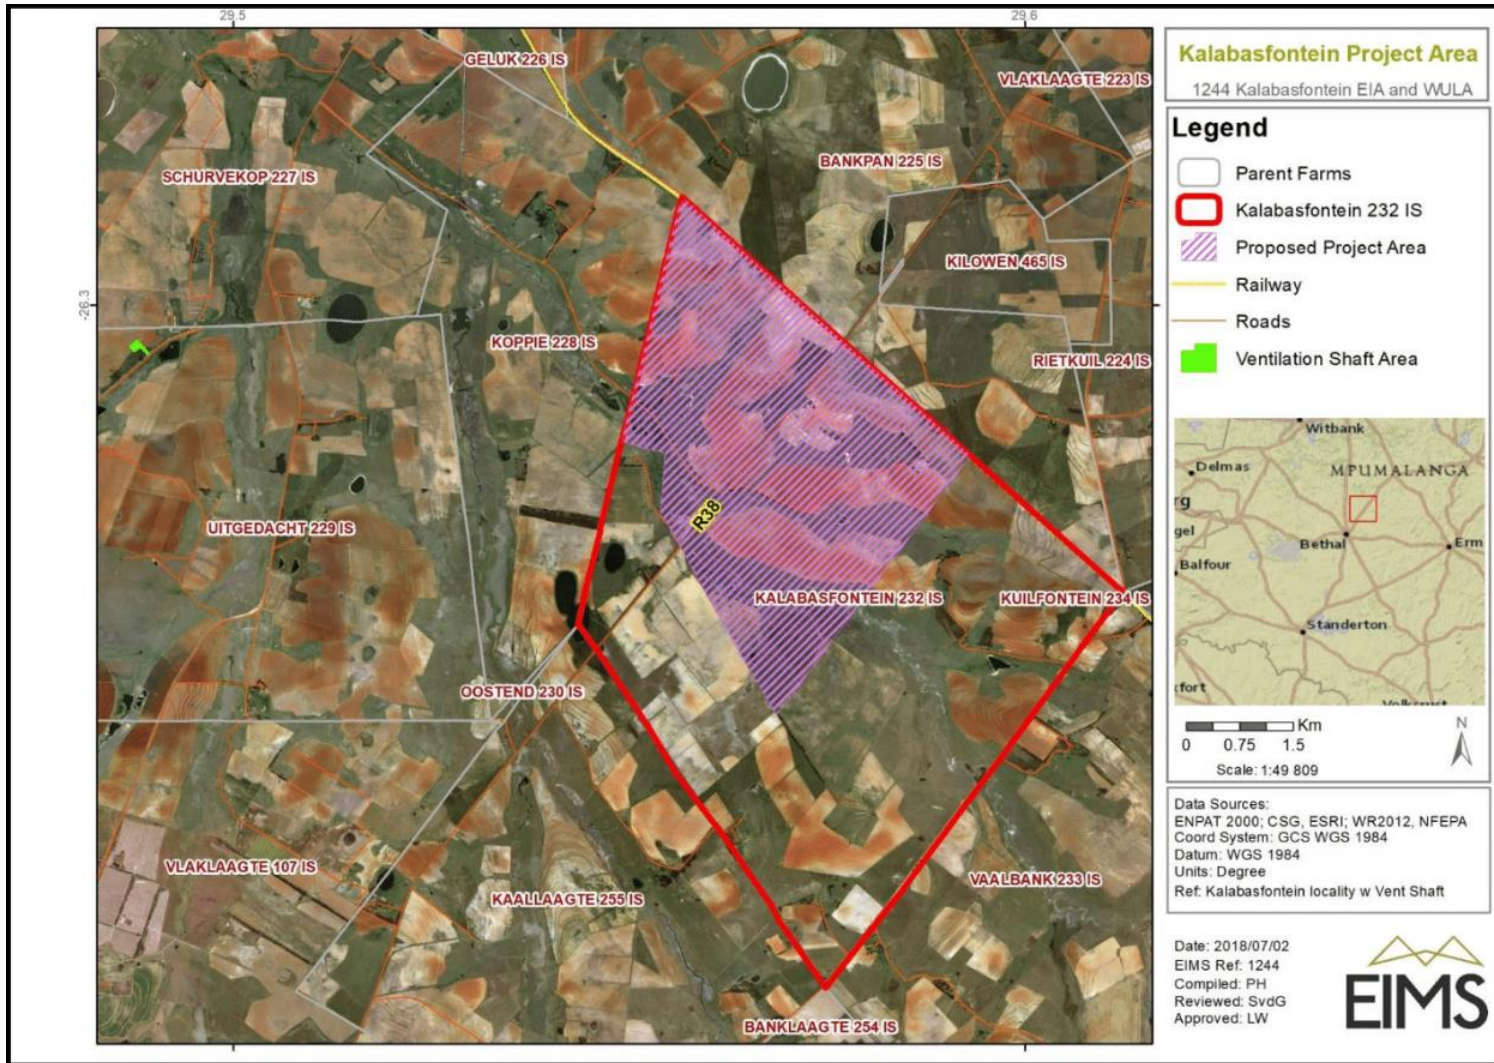 29.5
29.6
-26.3
GELUK 226 IS
VLAKLAAGTE 223 IS
SCHURVEKOP 227 IS
BANKPAN 225 IS
KILOWEN 465 IS
KOPPIE 228 IS
RIETKUIL 224 IS
UITGEDACHT 229 IS
R38
KALABASFONTEIN 232 IS
KUILFONTEIN 234 IS
OOSTEND 230 IS
VLAKLAAGTE 107 IS
KAALLAAGTE 255 IS
VAALBANK 233 IS
BANKLAAGTE 254 IS
Kalabasfontein Project Area
1244 Kalabasfontein EIA and WULA
Legend
Parent Farms
Kalabasfontein 232 IS
Proposed Project Area
Railway
Roads
Ventilation Shaft Area
Witbank
Delmas
MPUMALANGA
rg
gel
Bethal
Erm
Balfour
Standerton
kfort
Volksrust
Km
0 0.75 1.5
N
Scale: 1:49 809
Data Sources:
ENPAT 2000; CSG, ESRI; WR2012, NFEPA
Coord System: GCS WGS 1984
Datum: WGS 1984
Units: Degree
Ref: Kalabasfontein locality w Vent Shaft
Date: 2018/07/02
EIMS Ref: 1244
Compiled: PH
Reviewed: SvdG
Approved: LW
EIMS